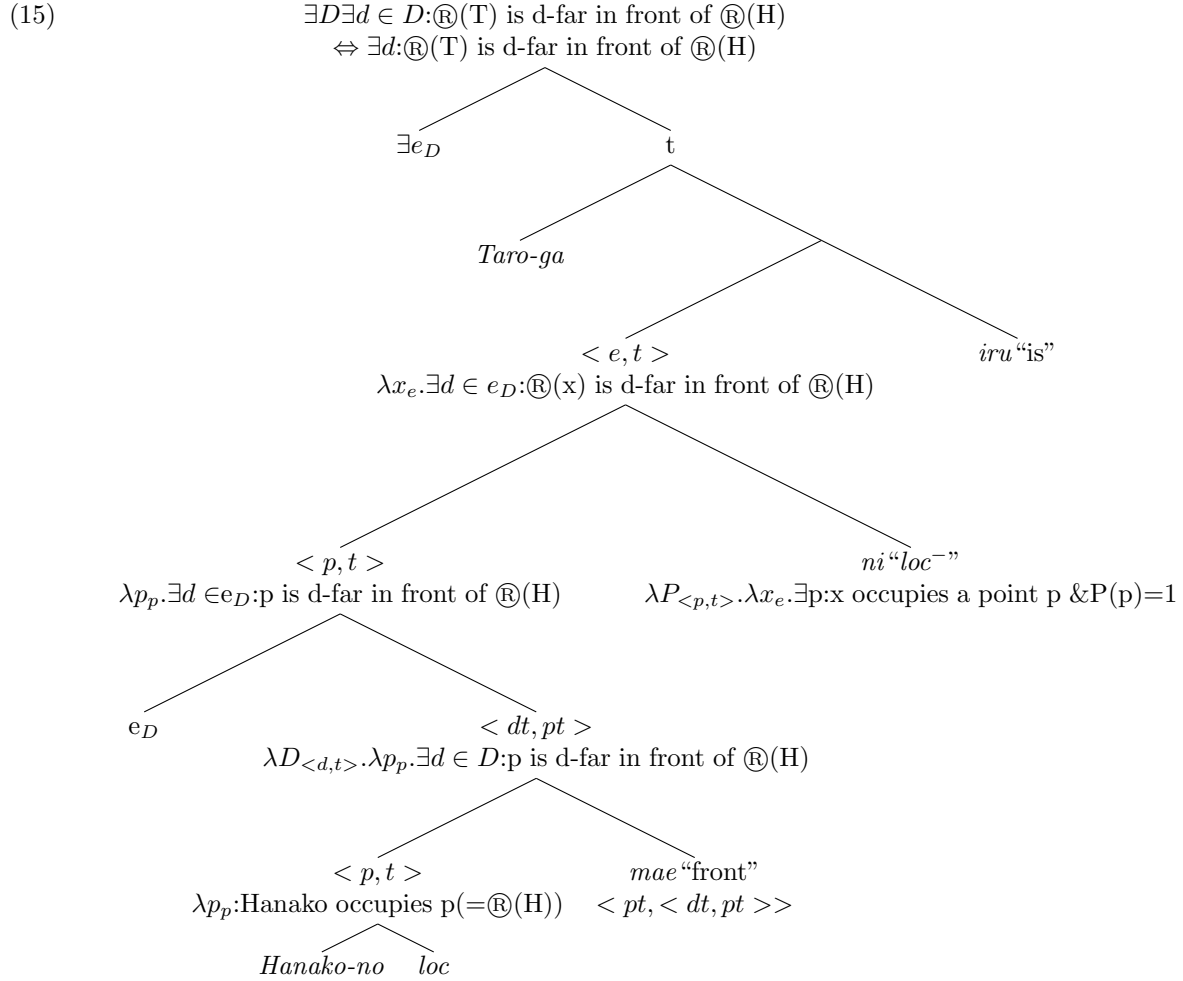 (15) ∃D∃d ∈ D:Ⓡ(T) is d-far in front of Ⓡ(H)
⇔ ∃d:Ⓡ(T) is d-far in front of Ⓡ(H)
∃e_D t
Taro-ga
< e, t > iru “is”
λx_e.∃d ∈ e_D:Ⓡ(x) is d-far in front of Ⓡ(H)
< p, t > ni “loc⁻”
λp_p.∃d ∈e_D:p is d-far in front of Ⓡ(H) λP_{<p,t>}.λx_e.∃p:x occupies a point p &P(p)=1
e_D < dt, pt >
λD_{<d,t>}.λp_p.∃d ∈ D:p is d-far in front of Ⓡ(H)
< p, t > mae “front”
λp_p:Hanako occupies p(=Ⓡ(H)) < pt, < dt, pt >>
Hanako-no loc